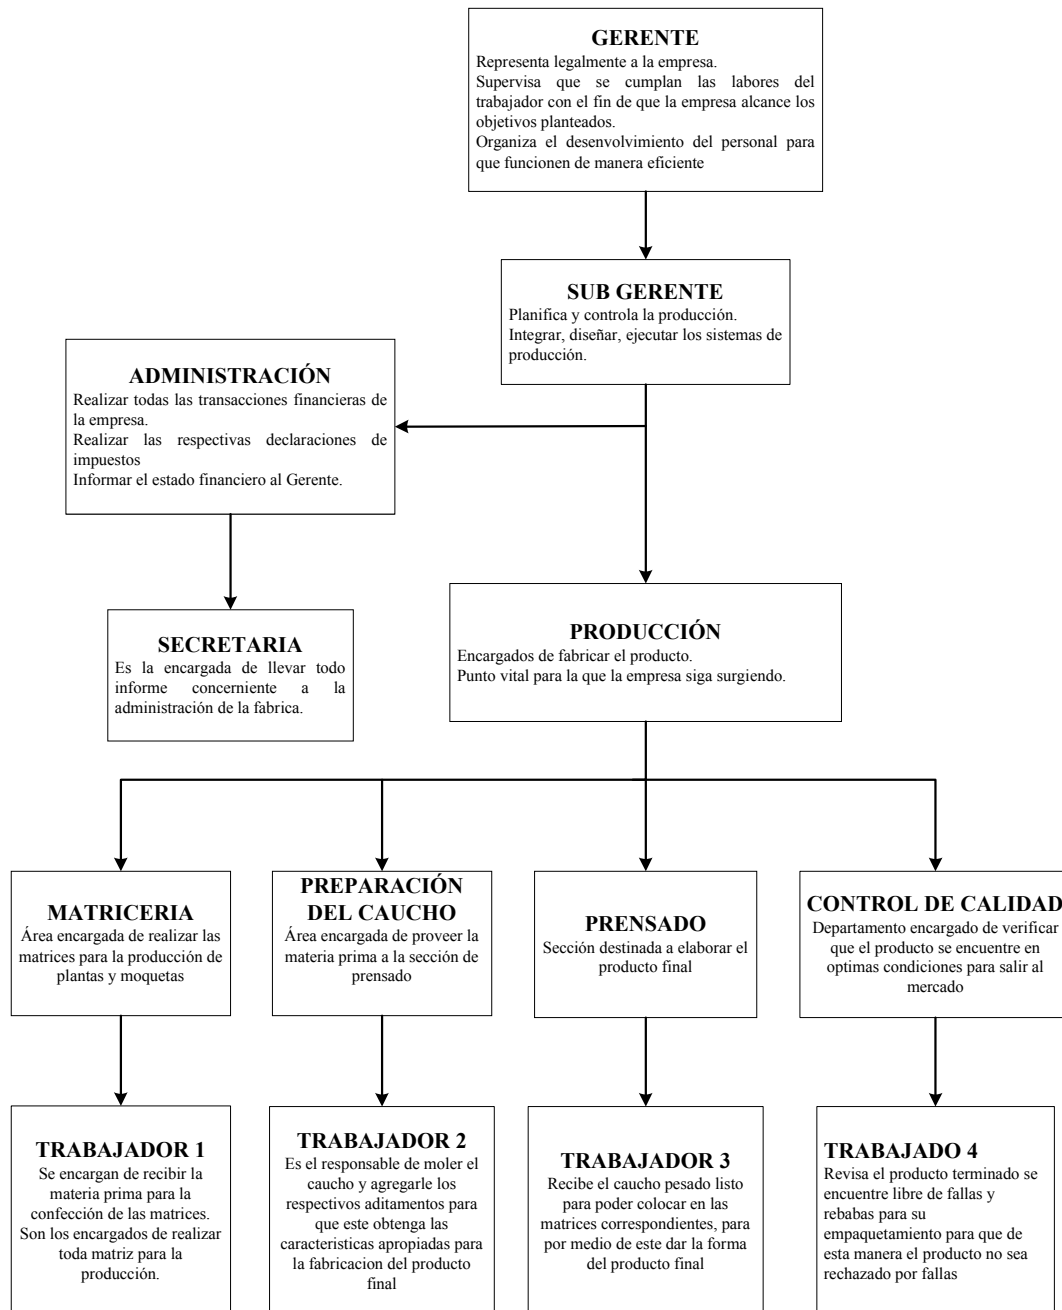 GERENTE
Representa legalmente a la empresa.
Supervisa que se cumplan las labores del
trabajador con el fin de que la empresa alcance los
objetivos planteados.
Organiza el desenvolvimiento del personal para
que funcionen de manera eficiente
SUB GERENTE
Planifica y controla la producción.
Integrar, diseñar, ejecutar los sistemas de
producción.
ADMINISTRACIÓN
Realizar todas las transacciones financieras de
la empresa.
Realizar las respectivas declaraciones de
impuestos
Informar el estado financiero al Gerente.
SECRETARIA
Es la encargada de llevar todo
informe concerniente a la
administración de la fabrica.
PRODUCCIÓN
Encargados de fabricar el producto.
Punto vital para la que la empresa siga surgiendo.
MATRICERIA
Área encargada de realizar las
matrices para la producción de
plantas y moquetas
PREPARACIÓN
DEL CAUCHO
Área encargada de proveer la
materia prima a la sección de
prensado
PRENSADO
Sección destinada a elaborar el
producto final
CONTROL DE CALIDAD
Departamento encargado de verificar
que el producto se encuentre en
optimas condiciones para salir al
mercado
TRABAJADOR 1
Se encargan de recibir la
materia prima para la
confección de las matrices.
Son los encargados de realizar
toda matriz para la
producción.
TRABAJADOR 2
Es el responsable de moler el
caucho y agregarle los
respectivos aditamentos para
que este obtenga las
caracteristicas apropiadas para
la fabricacion del producto
final
TRABAJADOR 3
Recibe el caucho pesado listo
para poder colocar en las
matrices correspondientes, para
por medio de este dar la forma
del producto final
TRABAJADO 4
Revisa el producto terminado se
encuentre libre de fallas y
rebabas para su
empaquetamiento para que de
esta manera el producto no sea
rechazado por fallas